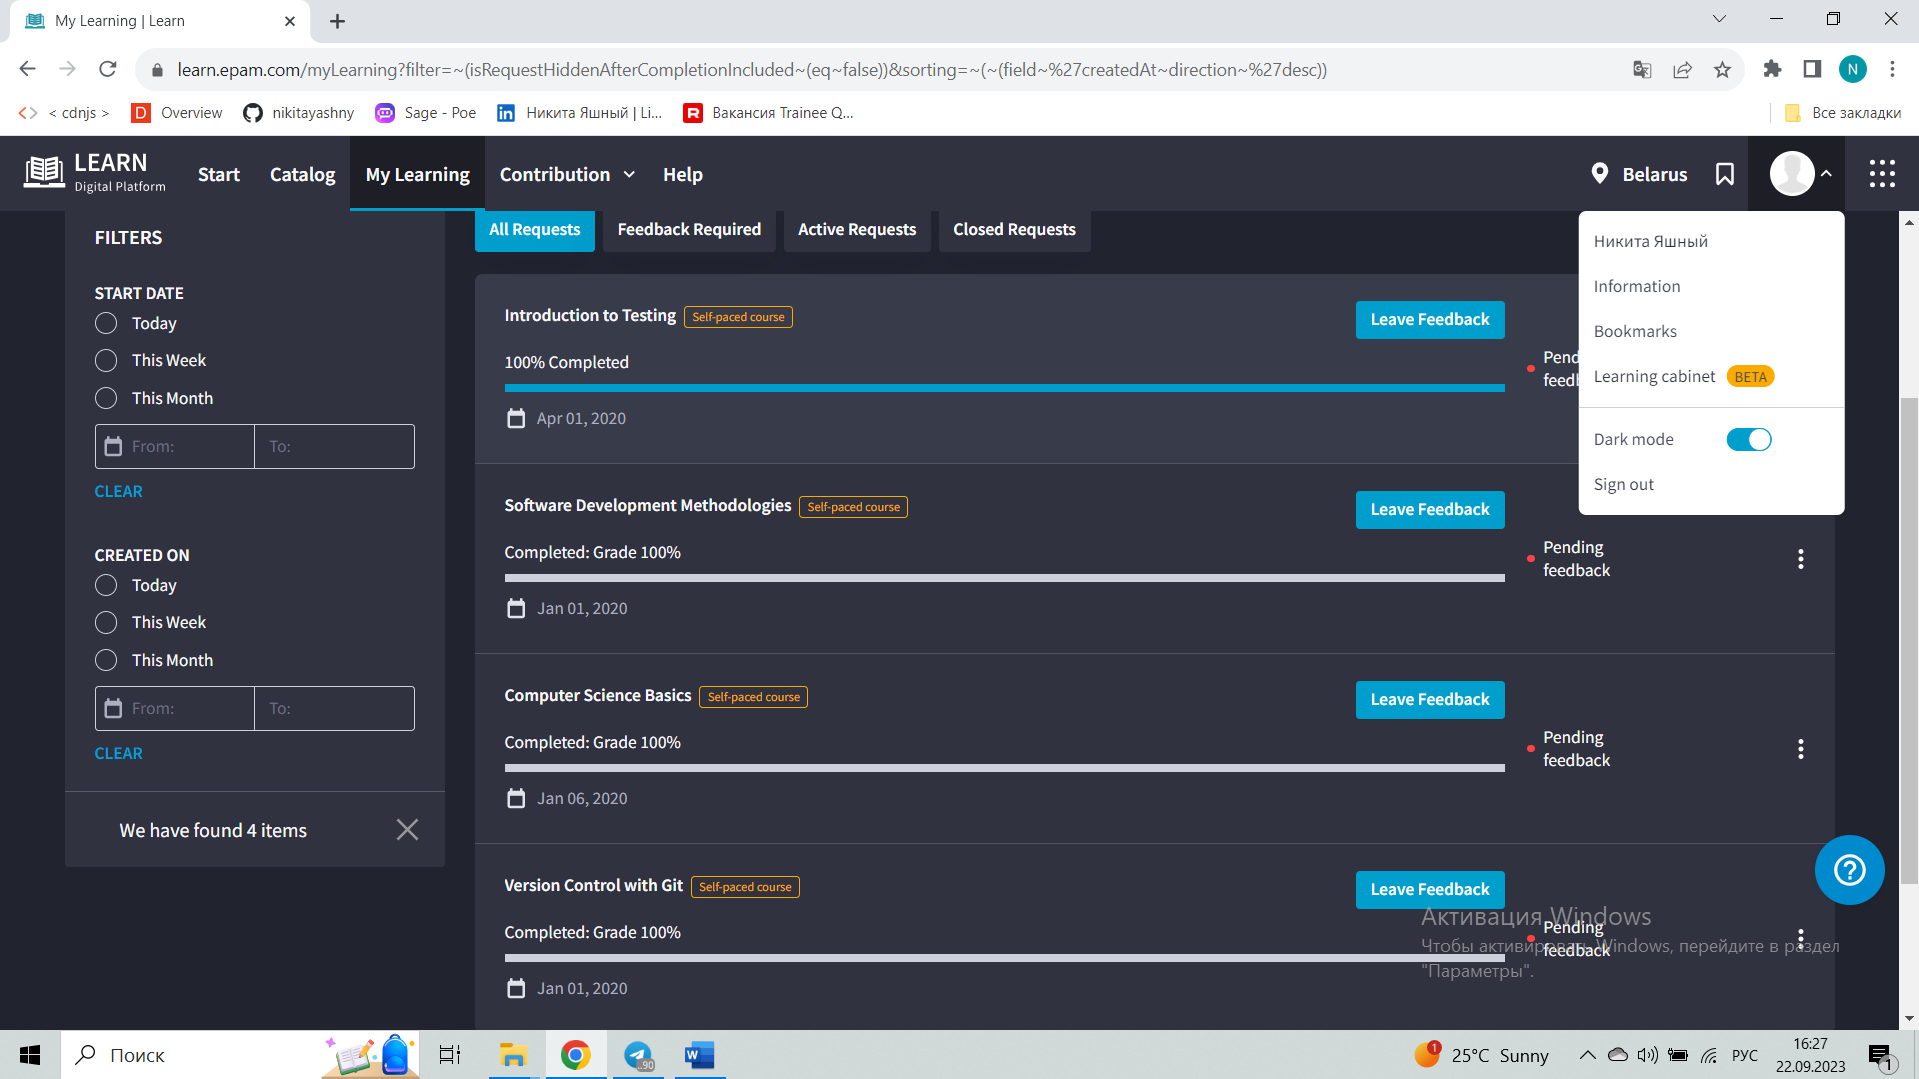 My Learning | Learn
learn.epam.com/myLearning?filter=~(isRequestHiddenAfterCompletionIncluded~(eq~false))&sorting=~(~(field~%27createdAt~direction~%27desc))
N
< cdnjs >
Overview
nikitayashny
Sage - Poe
Никита Яшный | Li...
Вакансия Trainee Q...
Все закладки
LEARN
Digital Platform
Start
Catalog
My Learning
Contribution
Help
Belarus
FILTERS
START DATE
Today
This Week
This Month
From:
To:
CLEAR
CREATED ON
Today
This Week
This Month
From:
To:
CLEAR
We have found 4 items
All Requests
Feedback Required
Active Requests
Closed Requests
Introduction to Testing
Self-paced course
Leave Feedback
100% Completed
Apr 01, 2020
Software Development Methodologies
Self-paced course
Leave Feedback
Completed: Grade 100%
Pending
feedback
Jan 01, 2020
Computer Science Basics
Self-paced course
Leave Feedback
Completed: Grade 100%
Pending
feedback
Jan 06, 2020
Version Control with Git
Self-paced course
Leave Feedback
Completed: Grade 100%
Pending
feedback
Jan 01, 2020
Никита Яшный
Information
Bookmarks
Learning cabinet
BETA
Dark mode
Sign out
Активация Windows
Чтобы активировать Windows, перейдите в раздел
"Параметры".
Поиск
..90
1
25°C Sunny
РУС
16:27
22.09.2023
1